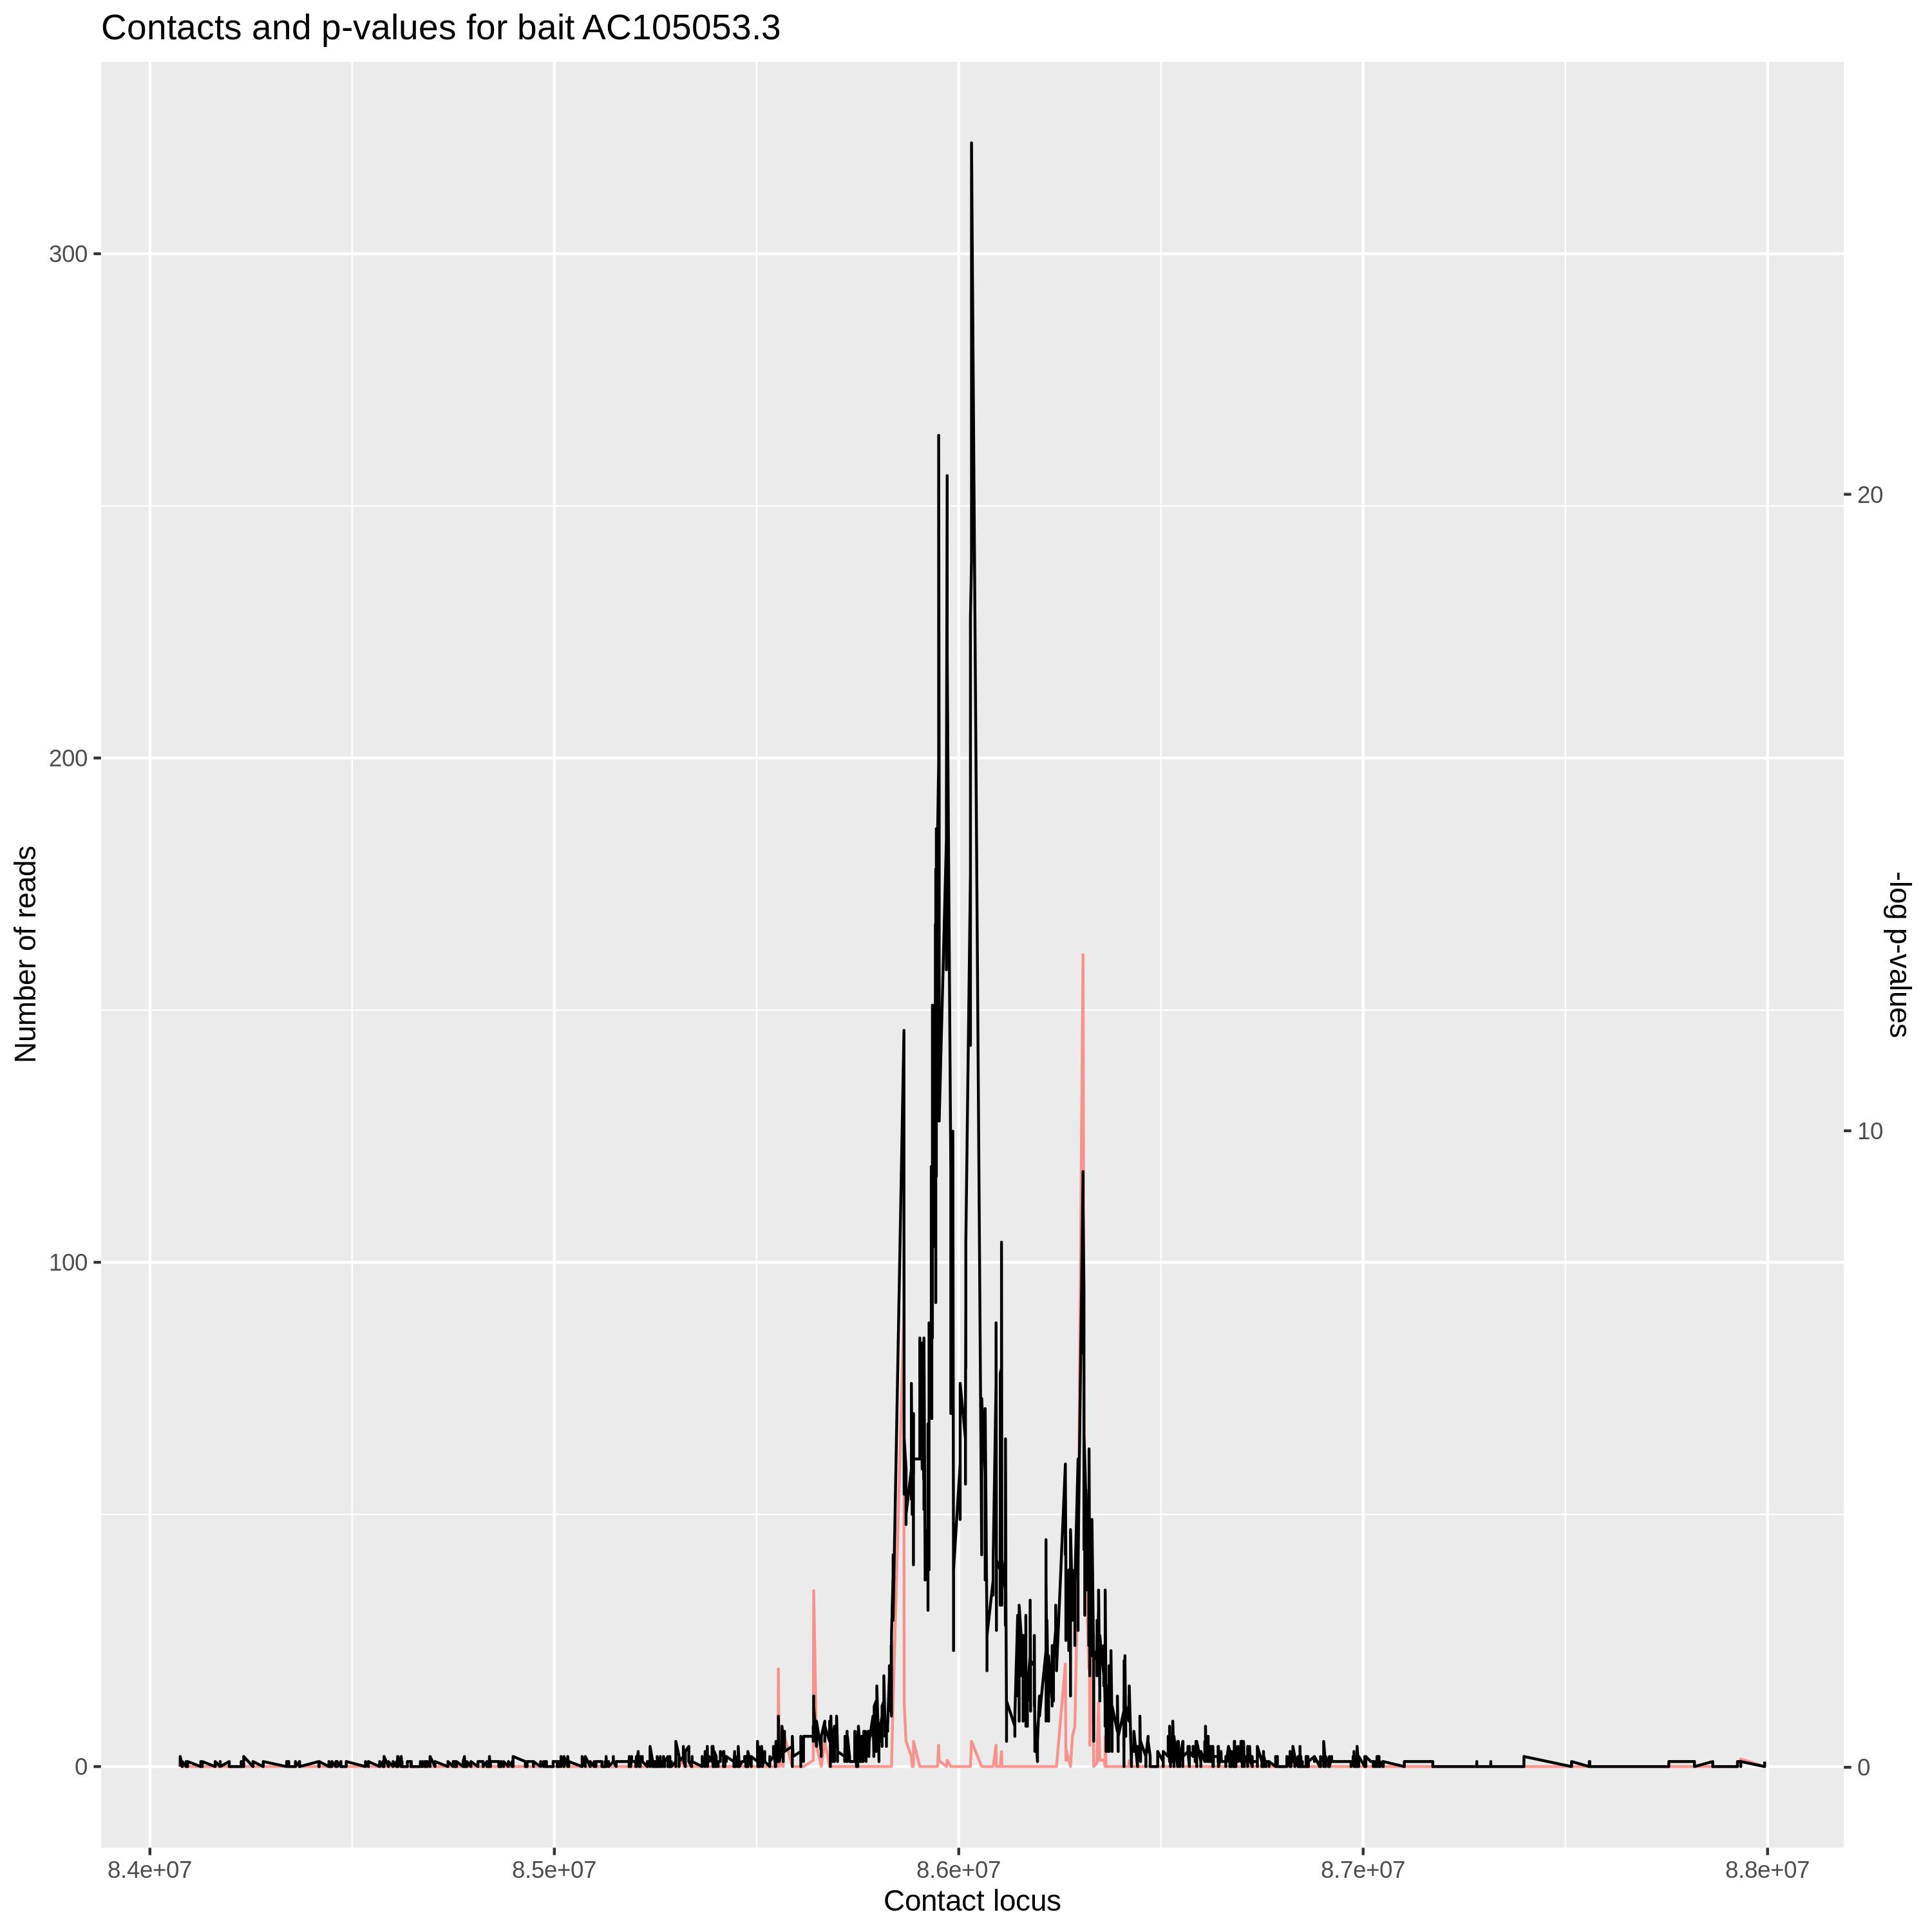 Contacts and p-values for bait AC105053.3
300
200
100
0
Number of reads
20
10
0
-log p-values
8.4e+07
8.5e+07
8.6e+07
8.7e+07
8.8e+07
Contact locus